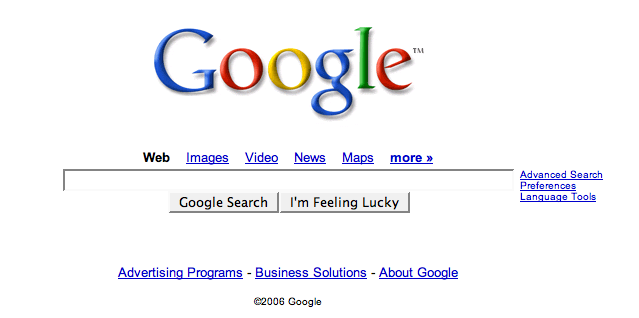 Google™
Web Images Video News Maps more »
Advanced Search
Preferences
Language Tools
Google Search I'm Feeling Lucky
Advertising Programs - Business Solutions - About Google
©2006 Google